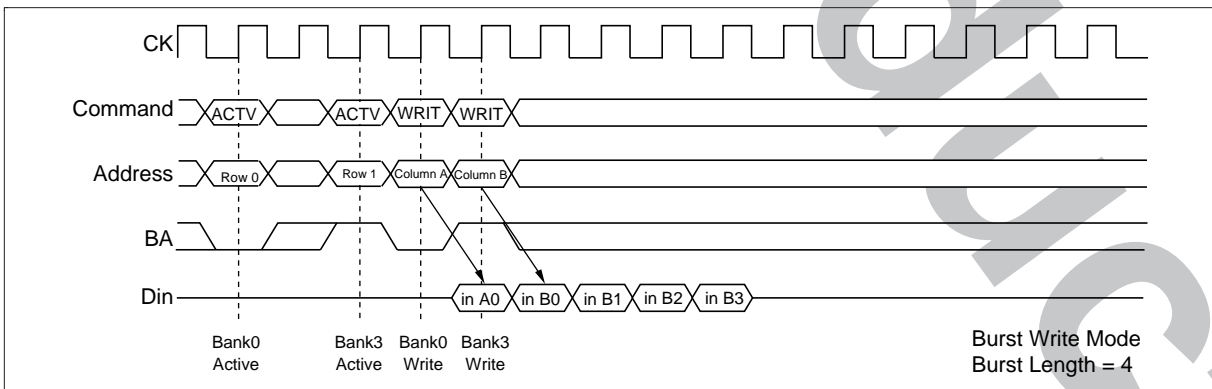 CK
Command ACTV ACTV WRIT WRIT
Address Row 0 Row 1 Column A Column B
BA
Din in A0 in B0 in B1 in B2 in B3
Bank0 Bank3 Bank0 Bank3
Active Active Write Write
Burst Write Mode
Burst Length = 4